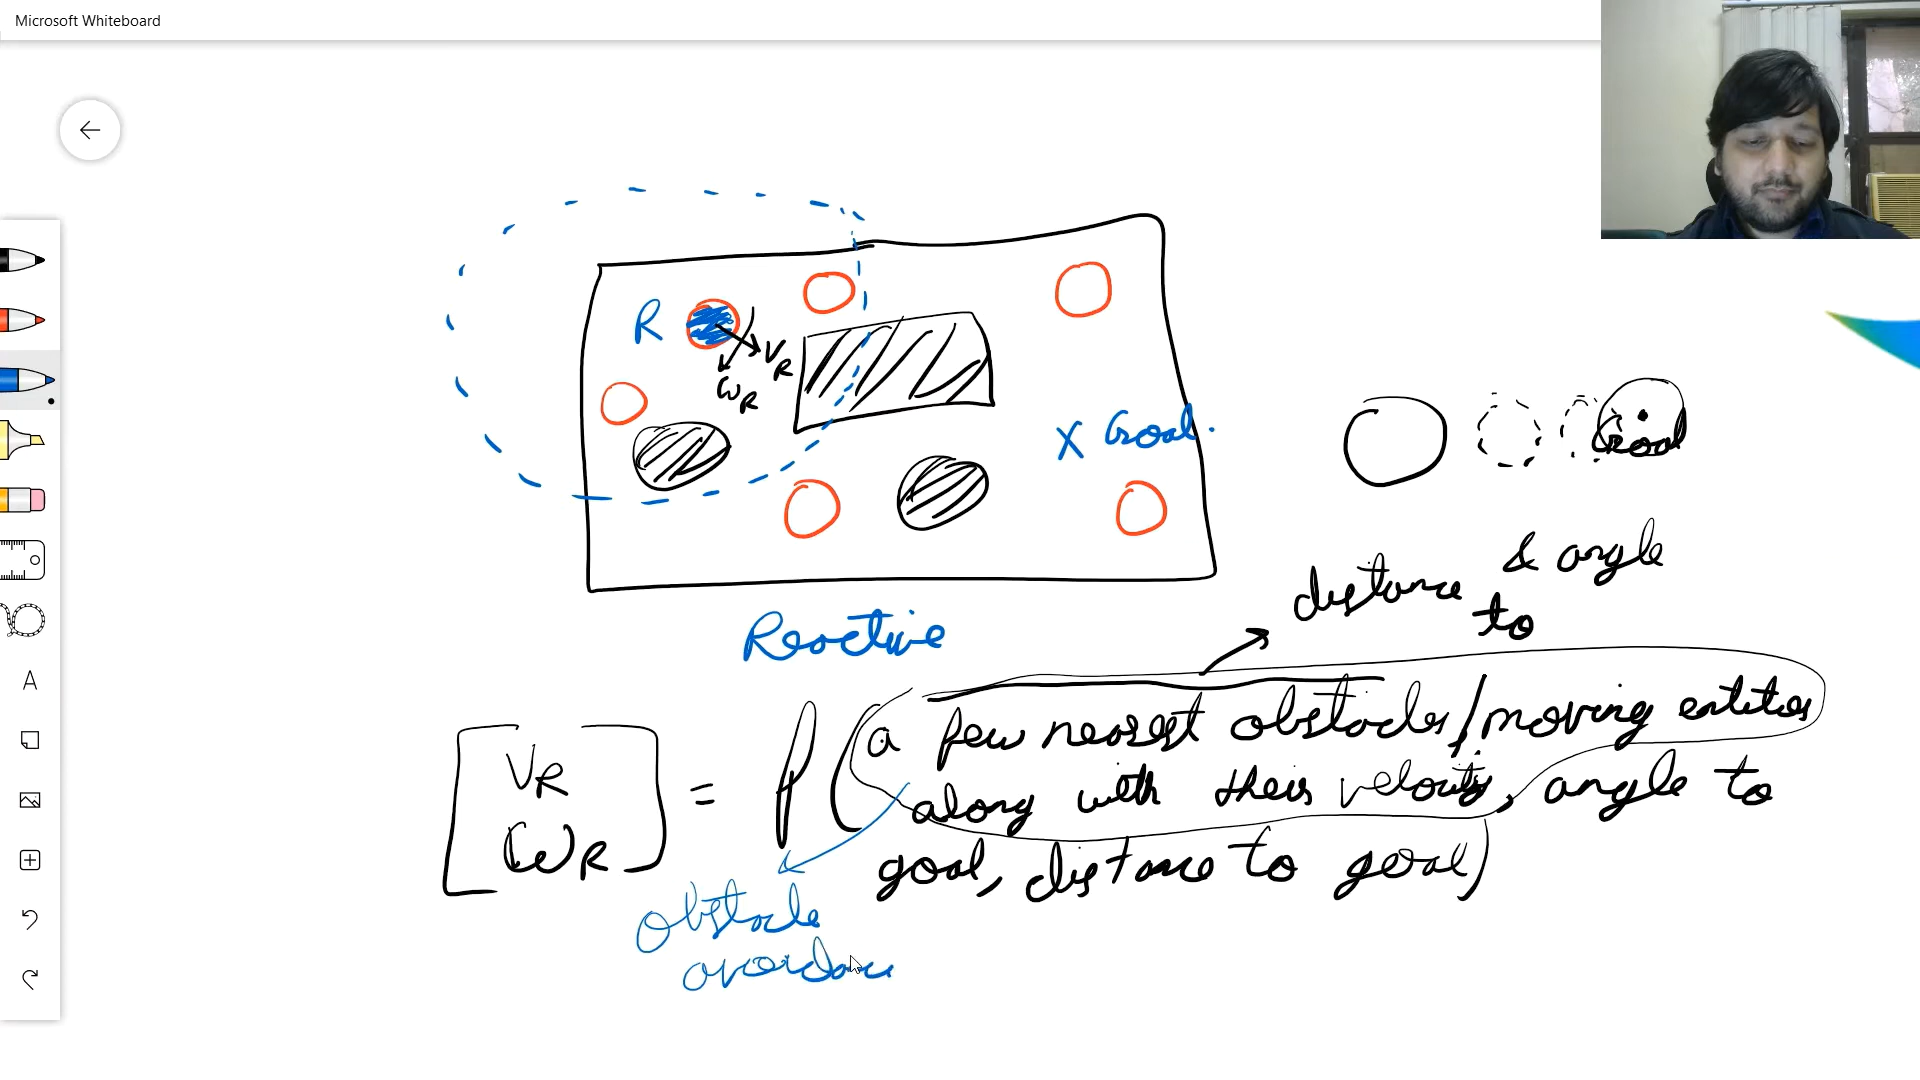 Microsoft Whiteboard
R
VR
ωR
X Goal.
Goal
& angle
distance to
Reactive
a few nearest obstacles/moving entities
[VR ωR] = f(
along with their velocity, angle to
goal, distance to goal)
obstacle
avoidance
A